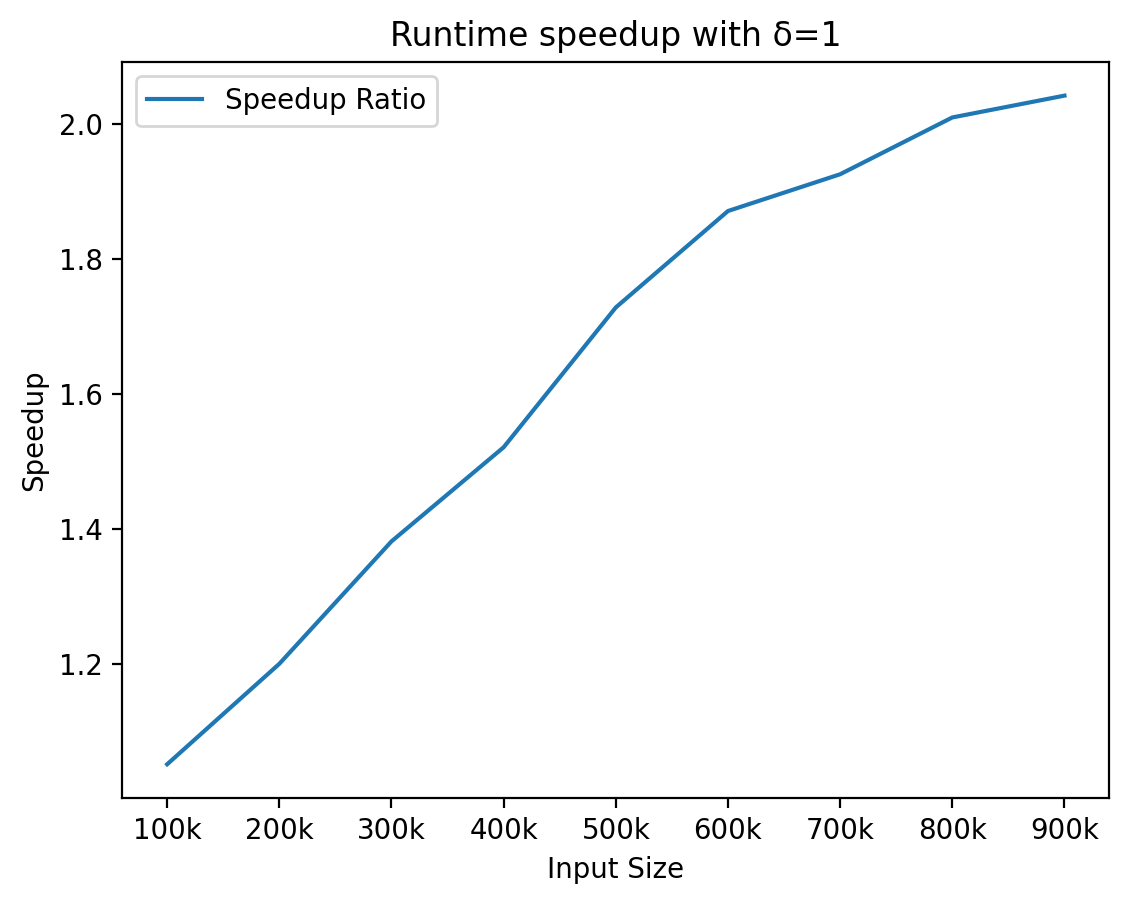 Runtime speedup with δ=1
Speedup Ratio
2.0
1.8
1.6
1.4
1.2
Speedup
100k 200k 300k 400k 500k 600k 700k 800k 900k
Input Size